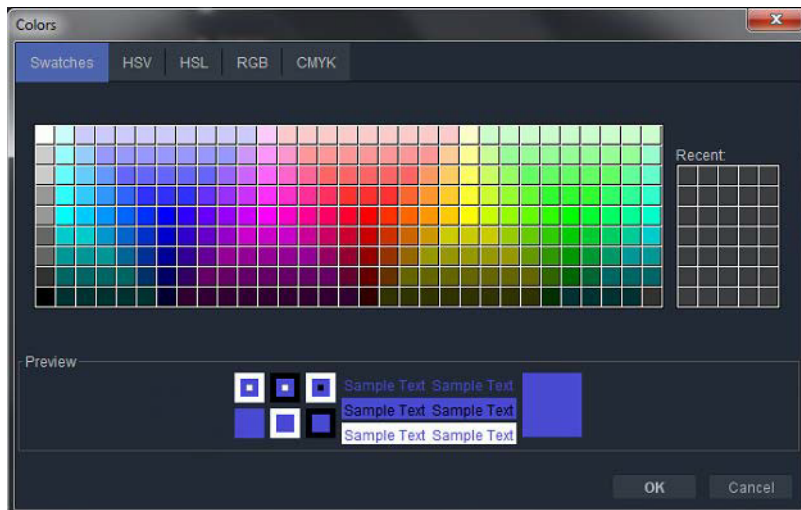 Colors
Swatches HSV HSL RGB CMYK
Recent:
Preview
Sample Text Sample Text
Sample Text Sample Text
Sample Text Sample Text
OK Cancel